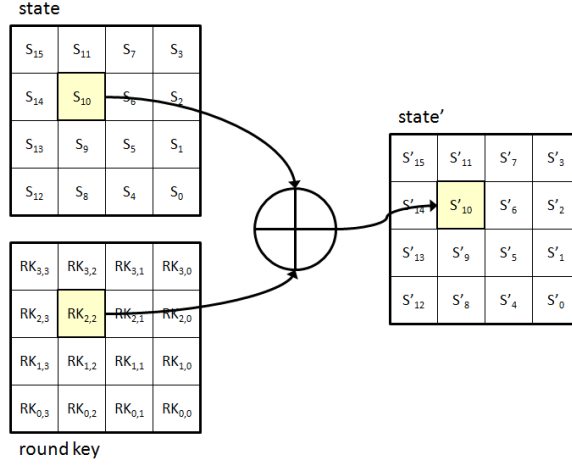 state
S₁₅ S₁₁ S₇ S₃
S₁₄ S₁₀ S₆ S₂
S₁₃ S₉ S₅ S₁
S₁₂ S₈ S₄ S₀
state’
S’₁₅ S’₁₁ S’₇ S’₃
S’₁₄ S’₁₀ S’₆ S’₂
S’₁₃ S’₉ S’₅ S’₁
S’₁₂ S’₈ S’₄ S’₀
RK₃,₃ RK₃,₂ RK₃,₁ RK₃,₀
RK₂,₃ RK₂,₂ RK₂,₁ RK₂,₀
RK₁,₃ RK₁,₂ RK₁,₁ RK₁,₀
RK₀,₃ RK₀,₂ RK₀,₁ RK₀,₀
round key